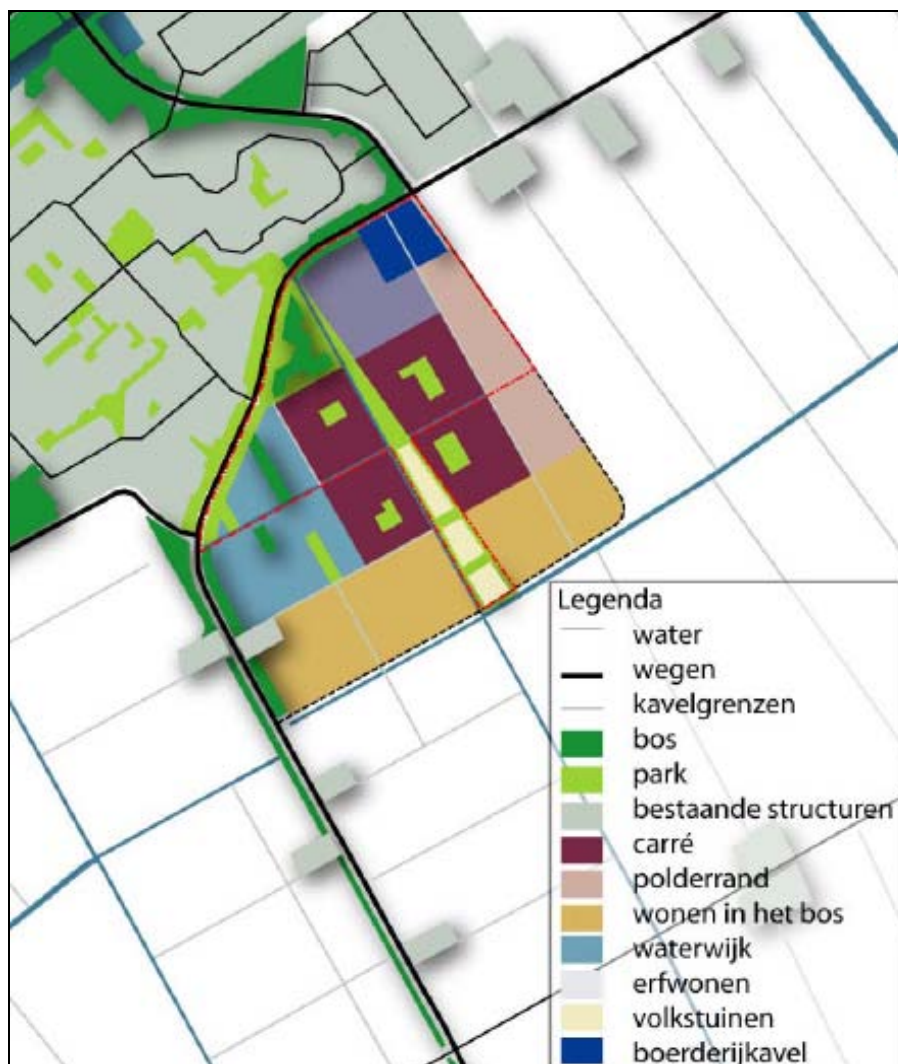 Legenda
water
wegen
kavelgrenzen
bos
park
bestaande structuren
carré
polderrand
wonen in het bos
waterwijk
erfwonen
volkstuinen
boerderijkavel